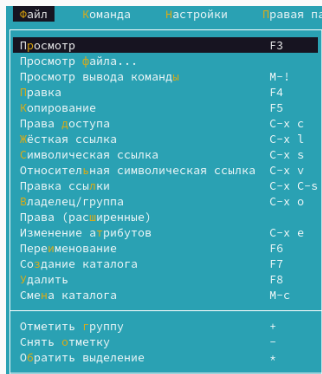 Файл Команда Настройки Правая па
Просмотр F3
Просмотр файла...
Просмотр вывода команды M-!
Правка F4
Копирование F5
Права доступа C-x c
Жёсткая ссылка C-x l
Символическая ссылка C-x s
Относительная символическая ссылка C-x v
Правка ссылки C-x C-s
Владелец/группа C-x o
Права (расширенные)
Изменение атрибутов C-x e
Переименование F6
Создание каталога F7
Удалить F8
Смена каталога M-c
Отметить группу +
Снять отметку -
Обратить выделение *